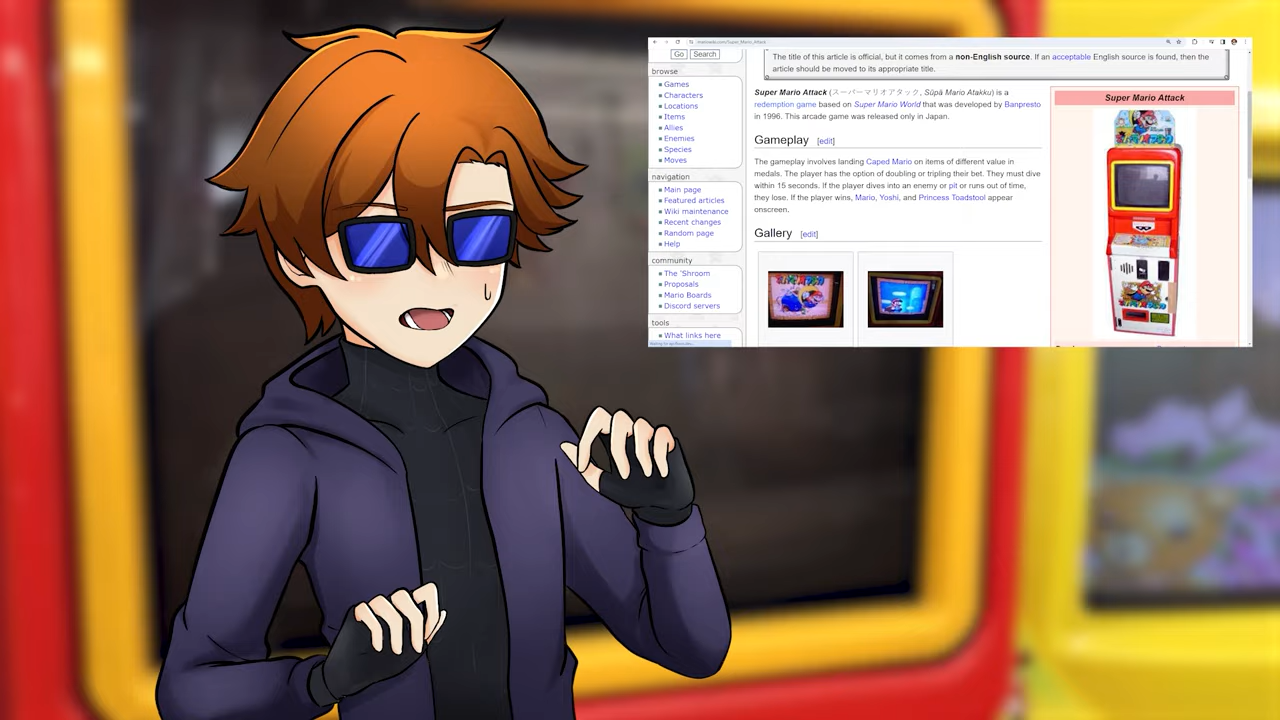 mariowiki.com/Super_Mario_Attack
Go Search
browse
Games
Characters
Locations
Items
Allies
Enemies
Species
Moves
navigation
Main page
Featured articles
Wiki maintenance
Recent changes
Random page
Help
community
The 'Shroom
Proposals
Mario Boards
Discord servers
tools
What links here
The title of this article is official, but it comes from a non-English source. If an acceptable English source is found, then the
article should be moved to its appropriate title.
Super Mario Attack (スーパーマリオアタック, Sūpā Mario Atakku) is a
redemption game based on Super Mario World that was developed by Banpresto
in 1996. This arcade game was released only in Japan.
Gameplay [edit]
The gameplay involves landing Caped Mario on items of different value in
medals. The player has the option of doubling or tripling their bet. They must dive
within 15 seconds. If the player dives into an enemy or pit or runs out of time,
they lose. If the player wins, Mario, Yoshi, and Princess Toadstool appear
onscreen.
Gallery [edit]
Super Mario Attack